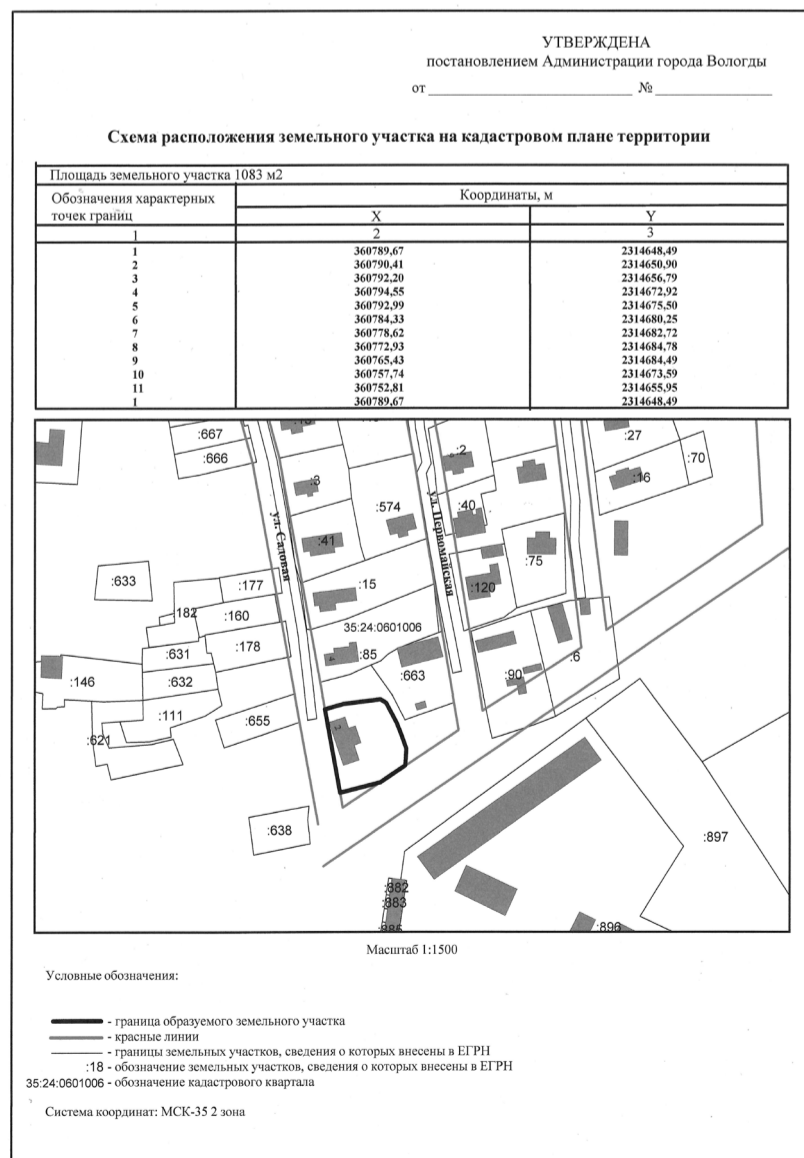 УТВЕРЖДЕНА
постановлением Администрации города Вологды
от № 
Схема расположения земельного участка на кадастровом плане территории
Площадь земельного участка 1083 м2
Обозначения характерных точек границ
Координаты, м
X Y
1 2 3
1 360789,67 2314648,49
2 360790,41 2314650,90
3 360792,20 2314656,79
4 360794,55 2314672,92
5 360792,99 2314675,50
6 360784,33 2314680,25
7 360778,62 2314682,72
8 360772,93 2314684,78
9 360765,43 2314684,49
10 360757,74 2314673,59
11 360752,81 2314655,95
1 360789,67 2314648,49
:667
:666
:3
:574
ул. Садовая
:41
:2
:40
ул. Первомайская
:27
:16
:70
:75
:633
:177
:182
:160
:15
:120
35:24:0601006
:631
:178
:85
:663
:90
:6
:146
:632
:111
:655
:621
:638
:897
:882
:883
:885
:896
Масштаб 1:1500
Условные обозначения:
- граница образуемого земельного участка
- красные линии
- границы земельных участков, сведения о которых внесены в ЕГРН
:18 - обозначение земельных участков, сведения о которых внесены в ЕГРН
35:24:0601006 - обозначение кадастрового квартала
Система координат: МСК-35 2 зона